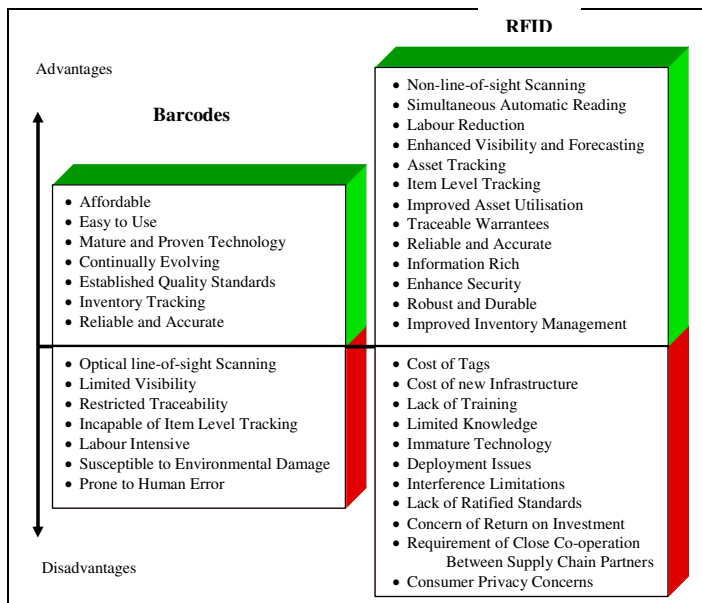 RFID
Advantages
Barcodes
• Non-line-of-sight Scanning
• Simultaneous Automatic Reading
• Labour Reduction
• Enhanced Visibility and Forecasting
• Asset Tracking
• Item Level Tracking
• Improved Asset Utilisation
• Traceable Warrantees
• Reliable and Accurate
• Information Rich
• Enhance Security
• Robust and Durable
• Improved Inventory Management
• Affordable
• Easy to Use
• Mature and Proven Technology
• Continually Evolving
• Established Quality Standards
• Inventory Tracking
• Reliable and Accurate
• Optical line-of-sight Scanning
• Limited Visibility
• Restricted Traceability
• Incapable of Item Level Tracking
• Labour Intensive
• Susceptible to Environmental Damage
• Prone to Human Error
• Cost of Tags
• Cost of new Infrastructure
• Lack of Training
• Limited Knowledge
• Immature Technology
• Deployment Issues
• Interference Limitations
• Lack of Ratified Standards
• Concern of Return on Investment
• Requirement of Close Co-operation
Between Supply Chain Partners
• Consumer Privacy Concerns
Disadvantages